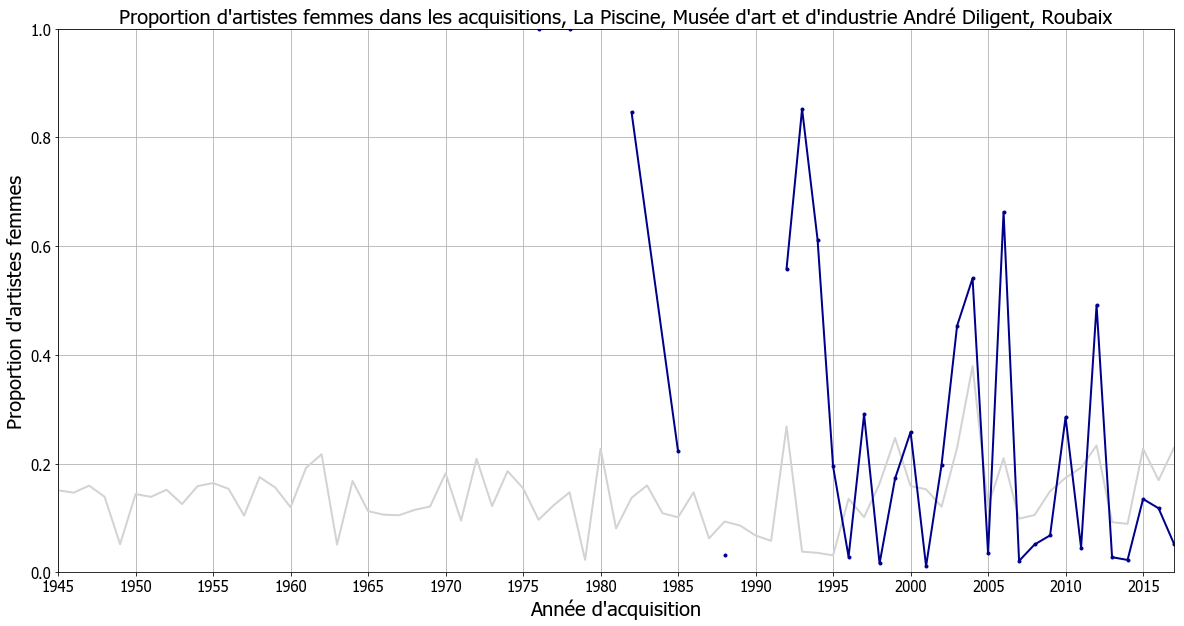 Proportion d'artistes femmes dans les acquisitions, La Piscine, Musée d'art et d'industrie André Diligent, Roubaix
Proportion d'artistes femmes
1.0
0.8
0.6
0.4
0.2
0.0
1945 1950 1955 1960 1965 1970 1975 1980 1985 1990 1995 2000 2005 2010 2015
Année d'acquisition